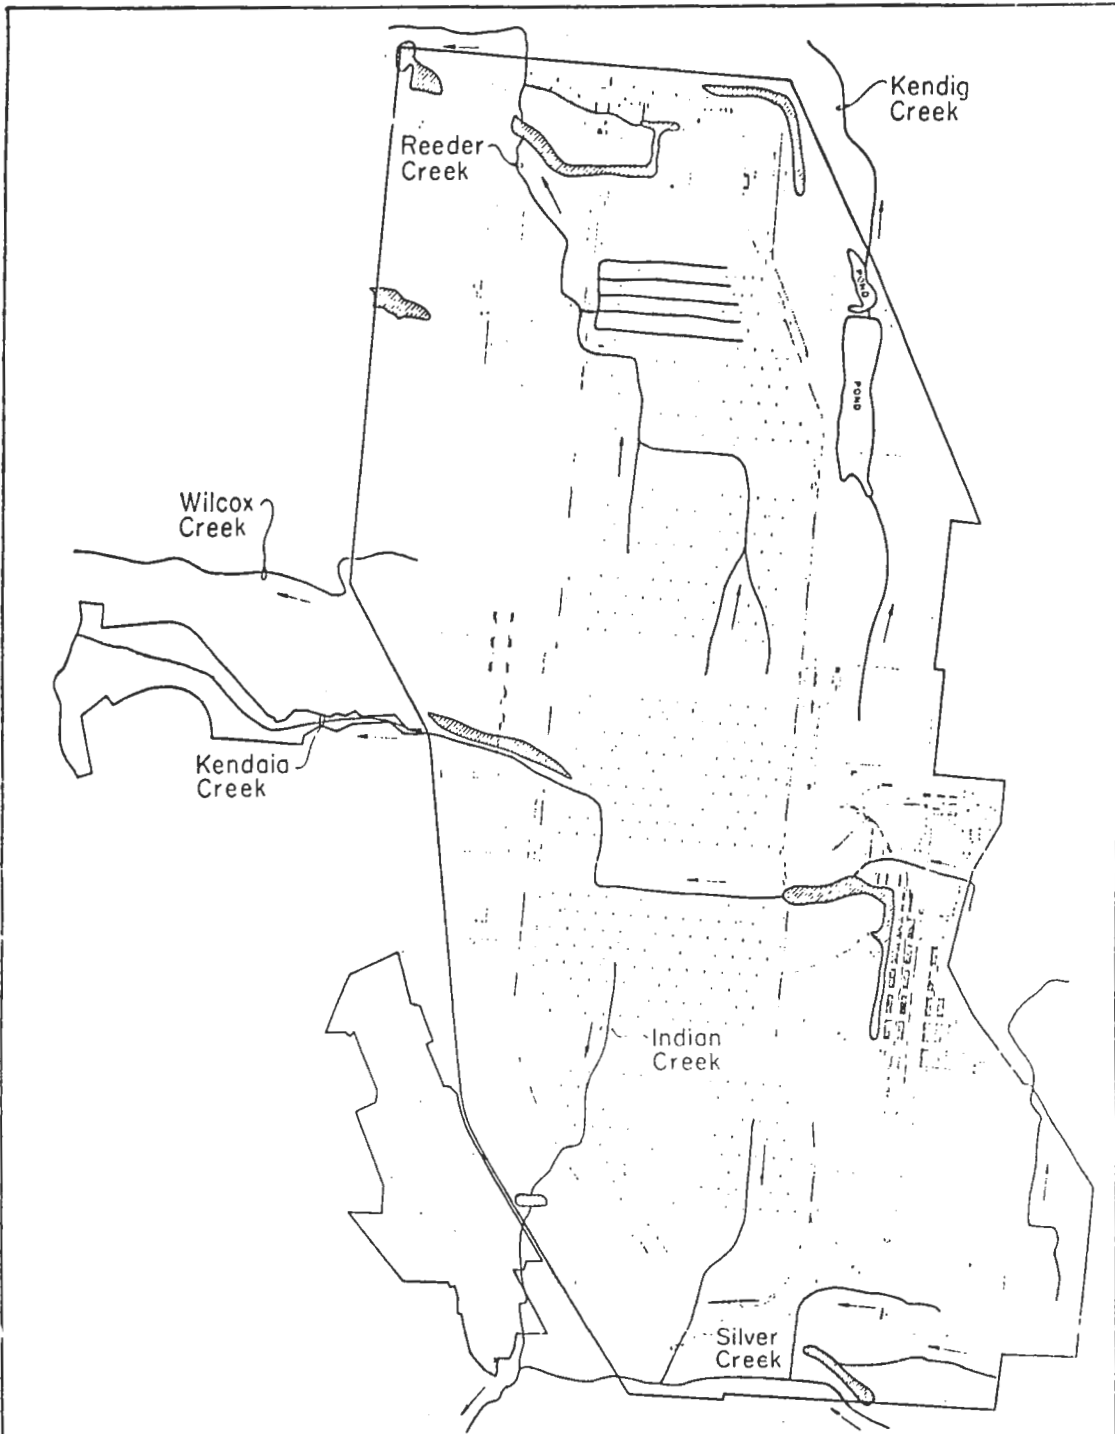 Kendig
Creek
Reeder
Creek
POND
POND
Wilcox
Creek
Kendaia
Creek
Indian
Creek
Silver
Creek